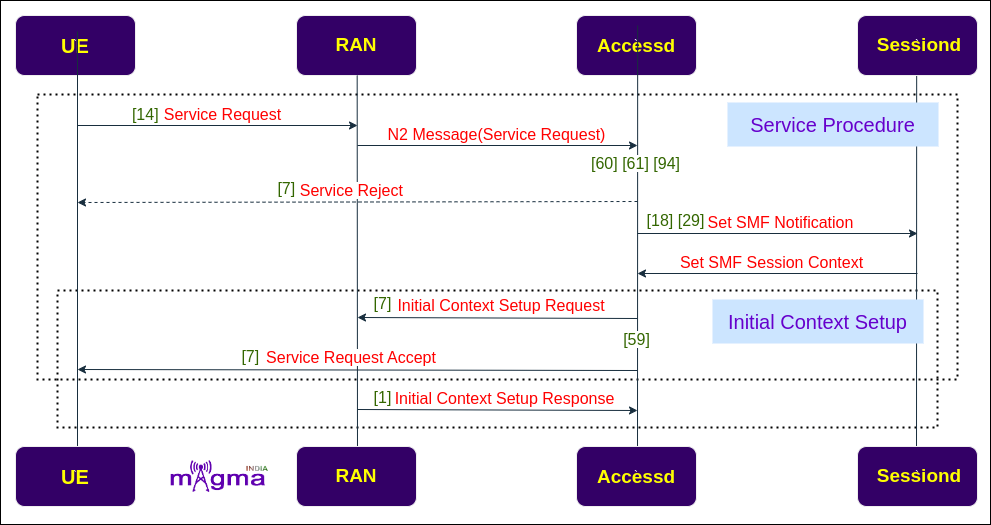 UE
RAN
Accessd
Sessiond
[14] Service Request
Service Procedure
N2 Message(Service Request)
[60] [61] [94]
[7] Service Reject
[18] [29] Set SMF Notification
Set SMF Session Context
[7] Initial Context Setup Request
Initial Context Setup
[59]
[7] Service Request Accept
[1] Initial Context Setup Response
UE
INDIA
magma
RAN
Accessd
Sessiond